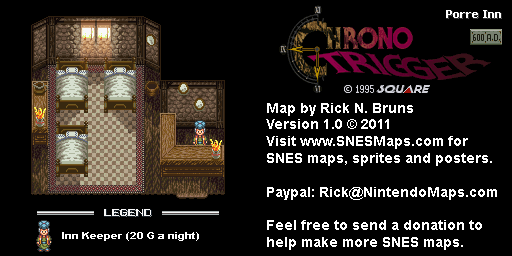 Porre Inn
600 A.D.
CHRONO
TRIGGER
© 1995 SQUARE
Map by Rick N. Bruns
Version 1.0 © 2011
Visit www.SNESMaps.com for
SNES maps, sprites and posters.
Paypal: Rick@NintendoMaps.com
Feel free to send a donation to
help make more SNES maps.
LEGEND
Inn Keeper (20 G a night)